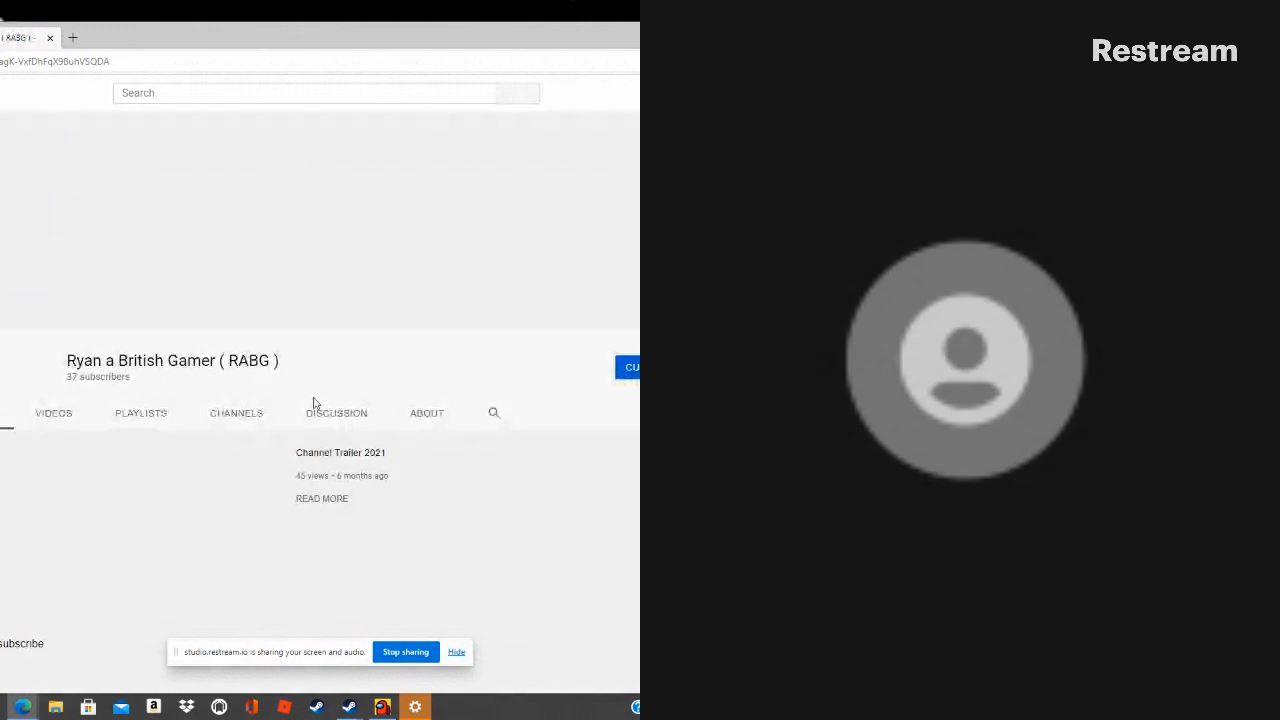 ( RABG ) -
agK-VxfDhFqX9BuhVSQDA
Restream
Search
Ryan a British Gamer ( RABG )
37 subscribers
CU
VIDEOS PLAYLISTS CHANNELS DISCUSSION ABOUT
Channel Trailer 2021
45 views • 6 months ago
READ MORE
subscribe
studio.restream.io is sharing your screen and audio. Stop sharing Hide